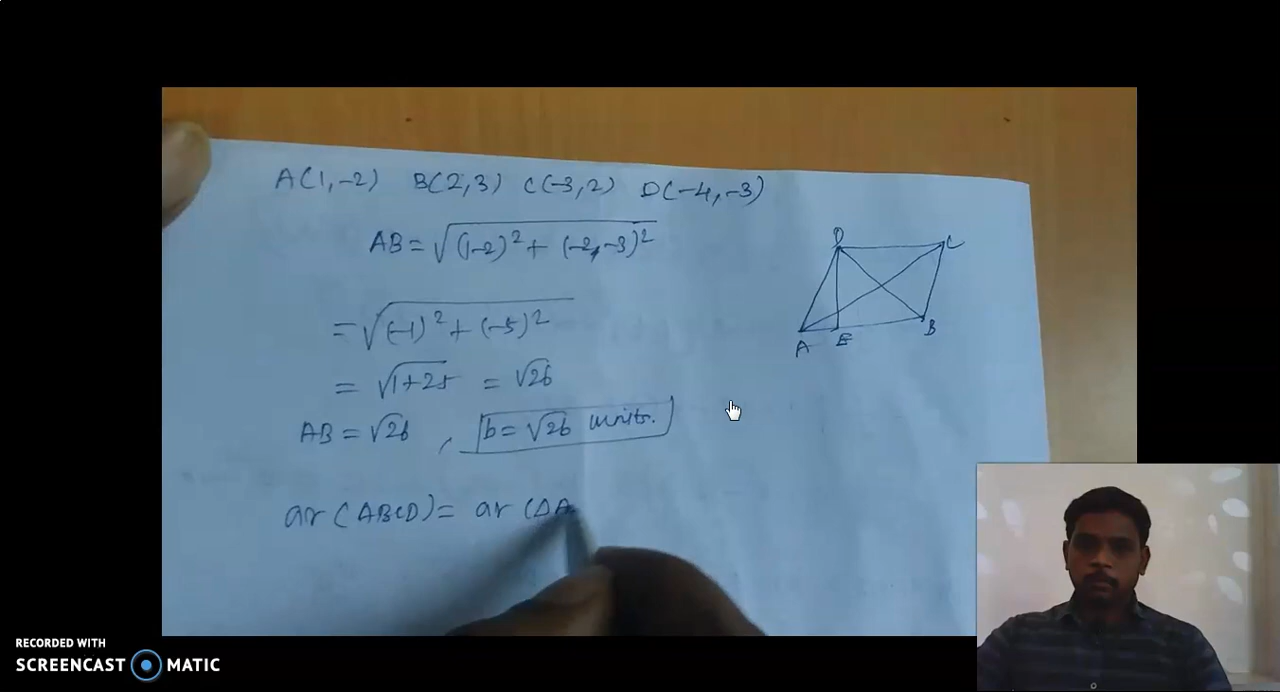 A(1,-2) B(2,3) C(-3,2) D(-4,-3)
AB = √(1-2)² + (-2,-3)²
= √(-1)² + (-5)²
= √1+25 = √26
AB = √26 , b = √26 units.
ar (ABCD) = ar (ΔA
D C
A E B
RECORDED WITH
SCREENCAST MATIC